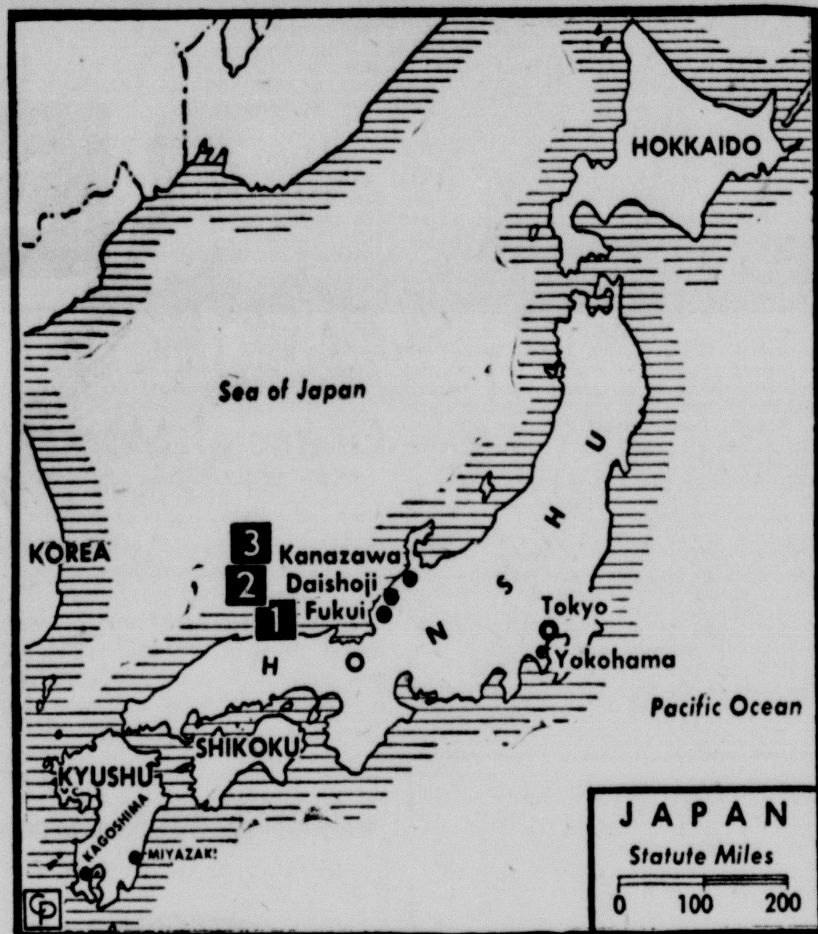 HOKKAIDO
Sea of Japan
HONSHU
KOREA
3
Kanazawa
2
Daishoji
1
Fukui
Tokyo
Yokohama
Pacific Ocean
SHIKOKU
KYUSHU
KAGOSHIMA
MIYAZAKI
JAPAN
Statute Miles
0 100 200
CP